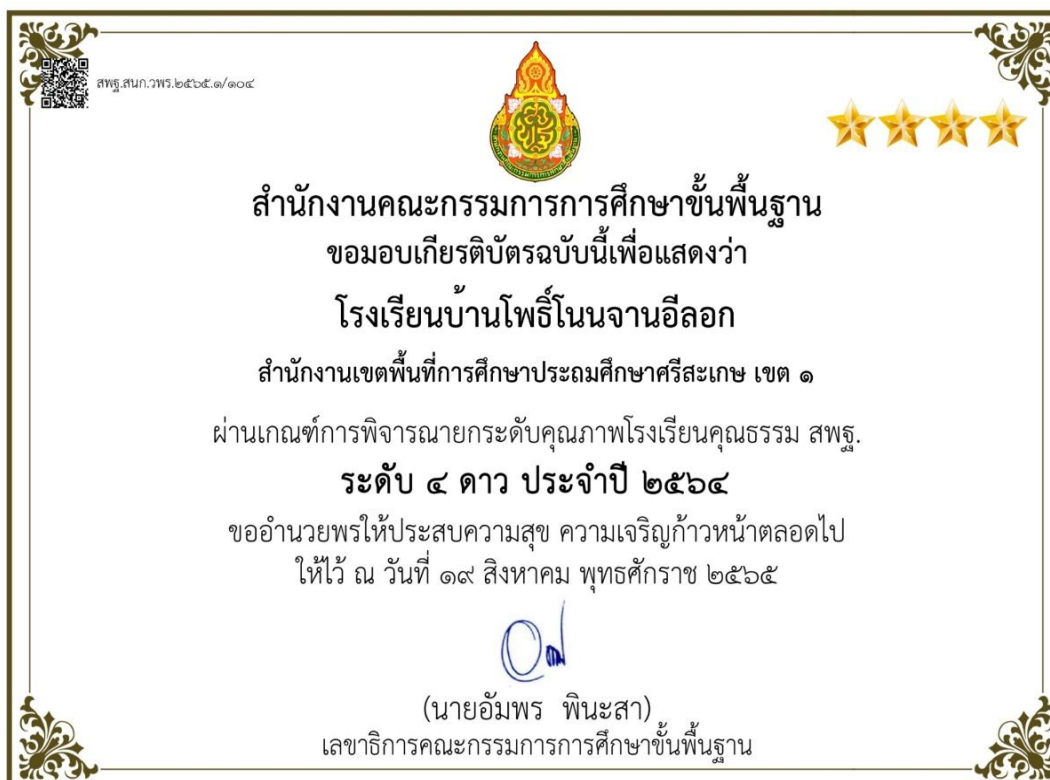 สพฐ.สนก.วพร.๒๕๖๕.๑/๑๐๔
สำนักงานคณะกรรมการการศึกษาขั้นพื้นฐาน
ขอมอบเกียรติบัตรฉบับนี้เพื่อแสดงว่า
โรงเรียนบ้านโพธิ์โนนจานอีลอก
สำนักงานเขตพื้นที่การศึกษาประถมศึกษาศรีสะเกษ เขต ๑
ผ่านเกณฑ์การพิจารณายกระดับคุณภาพโรงเรียนคุณธรรม สพฐ.
ระดับ ๔ ดาว ประจำปี ๒๕๖๔
ขออำนวยพรให้ประสบความสุข ความเจริญก้าวหน้าตลอดไป
ให้ไว้ ณ วันที่ ๑๙ สิงหาคม พุทธศักราช ๒๕๖๕
(นายอัมพร พินะสา)
เลขาธิการคณะกรรมการการศึกษาขั้นพื้นฐาน